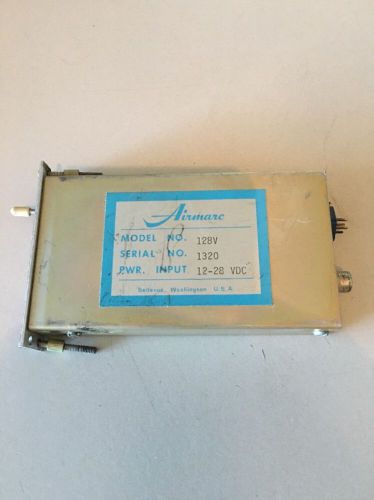 Airmarc
MODEL NO. 128V
SERIAL NO. 1320
PWR. INPUT 12-28 VDC
Bellevue, Washington U.S.A.